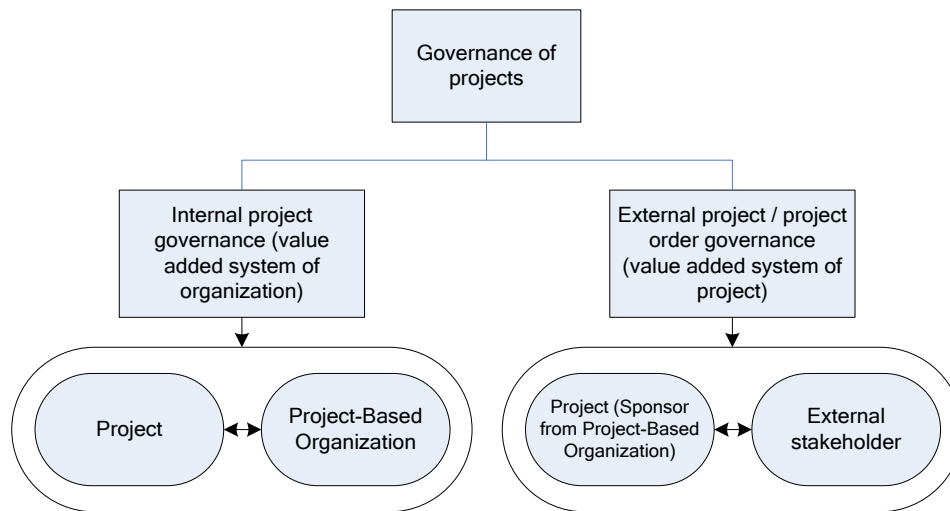 Governance of
projects
Internal project
governance (value
added system of
organization)
External project / project
order governance
(value added system of
project)
Project
Project-Based
Organization
Project (Sponsor
from Project-Based
Organization)
External
stakeholder